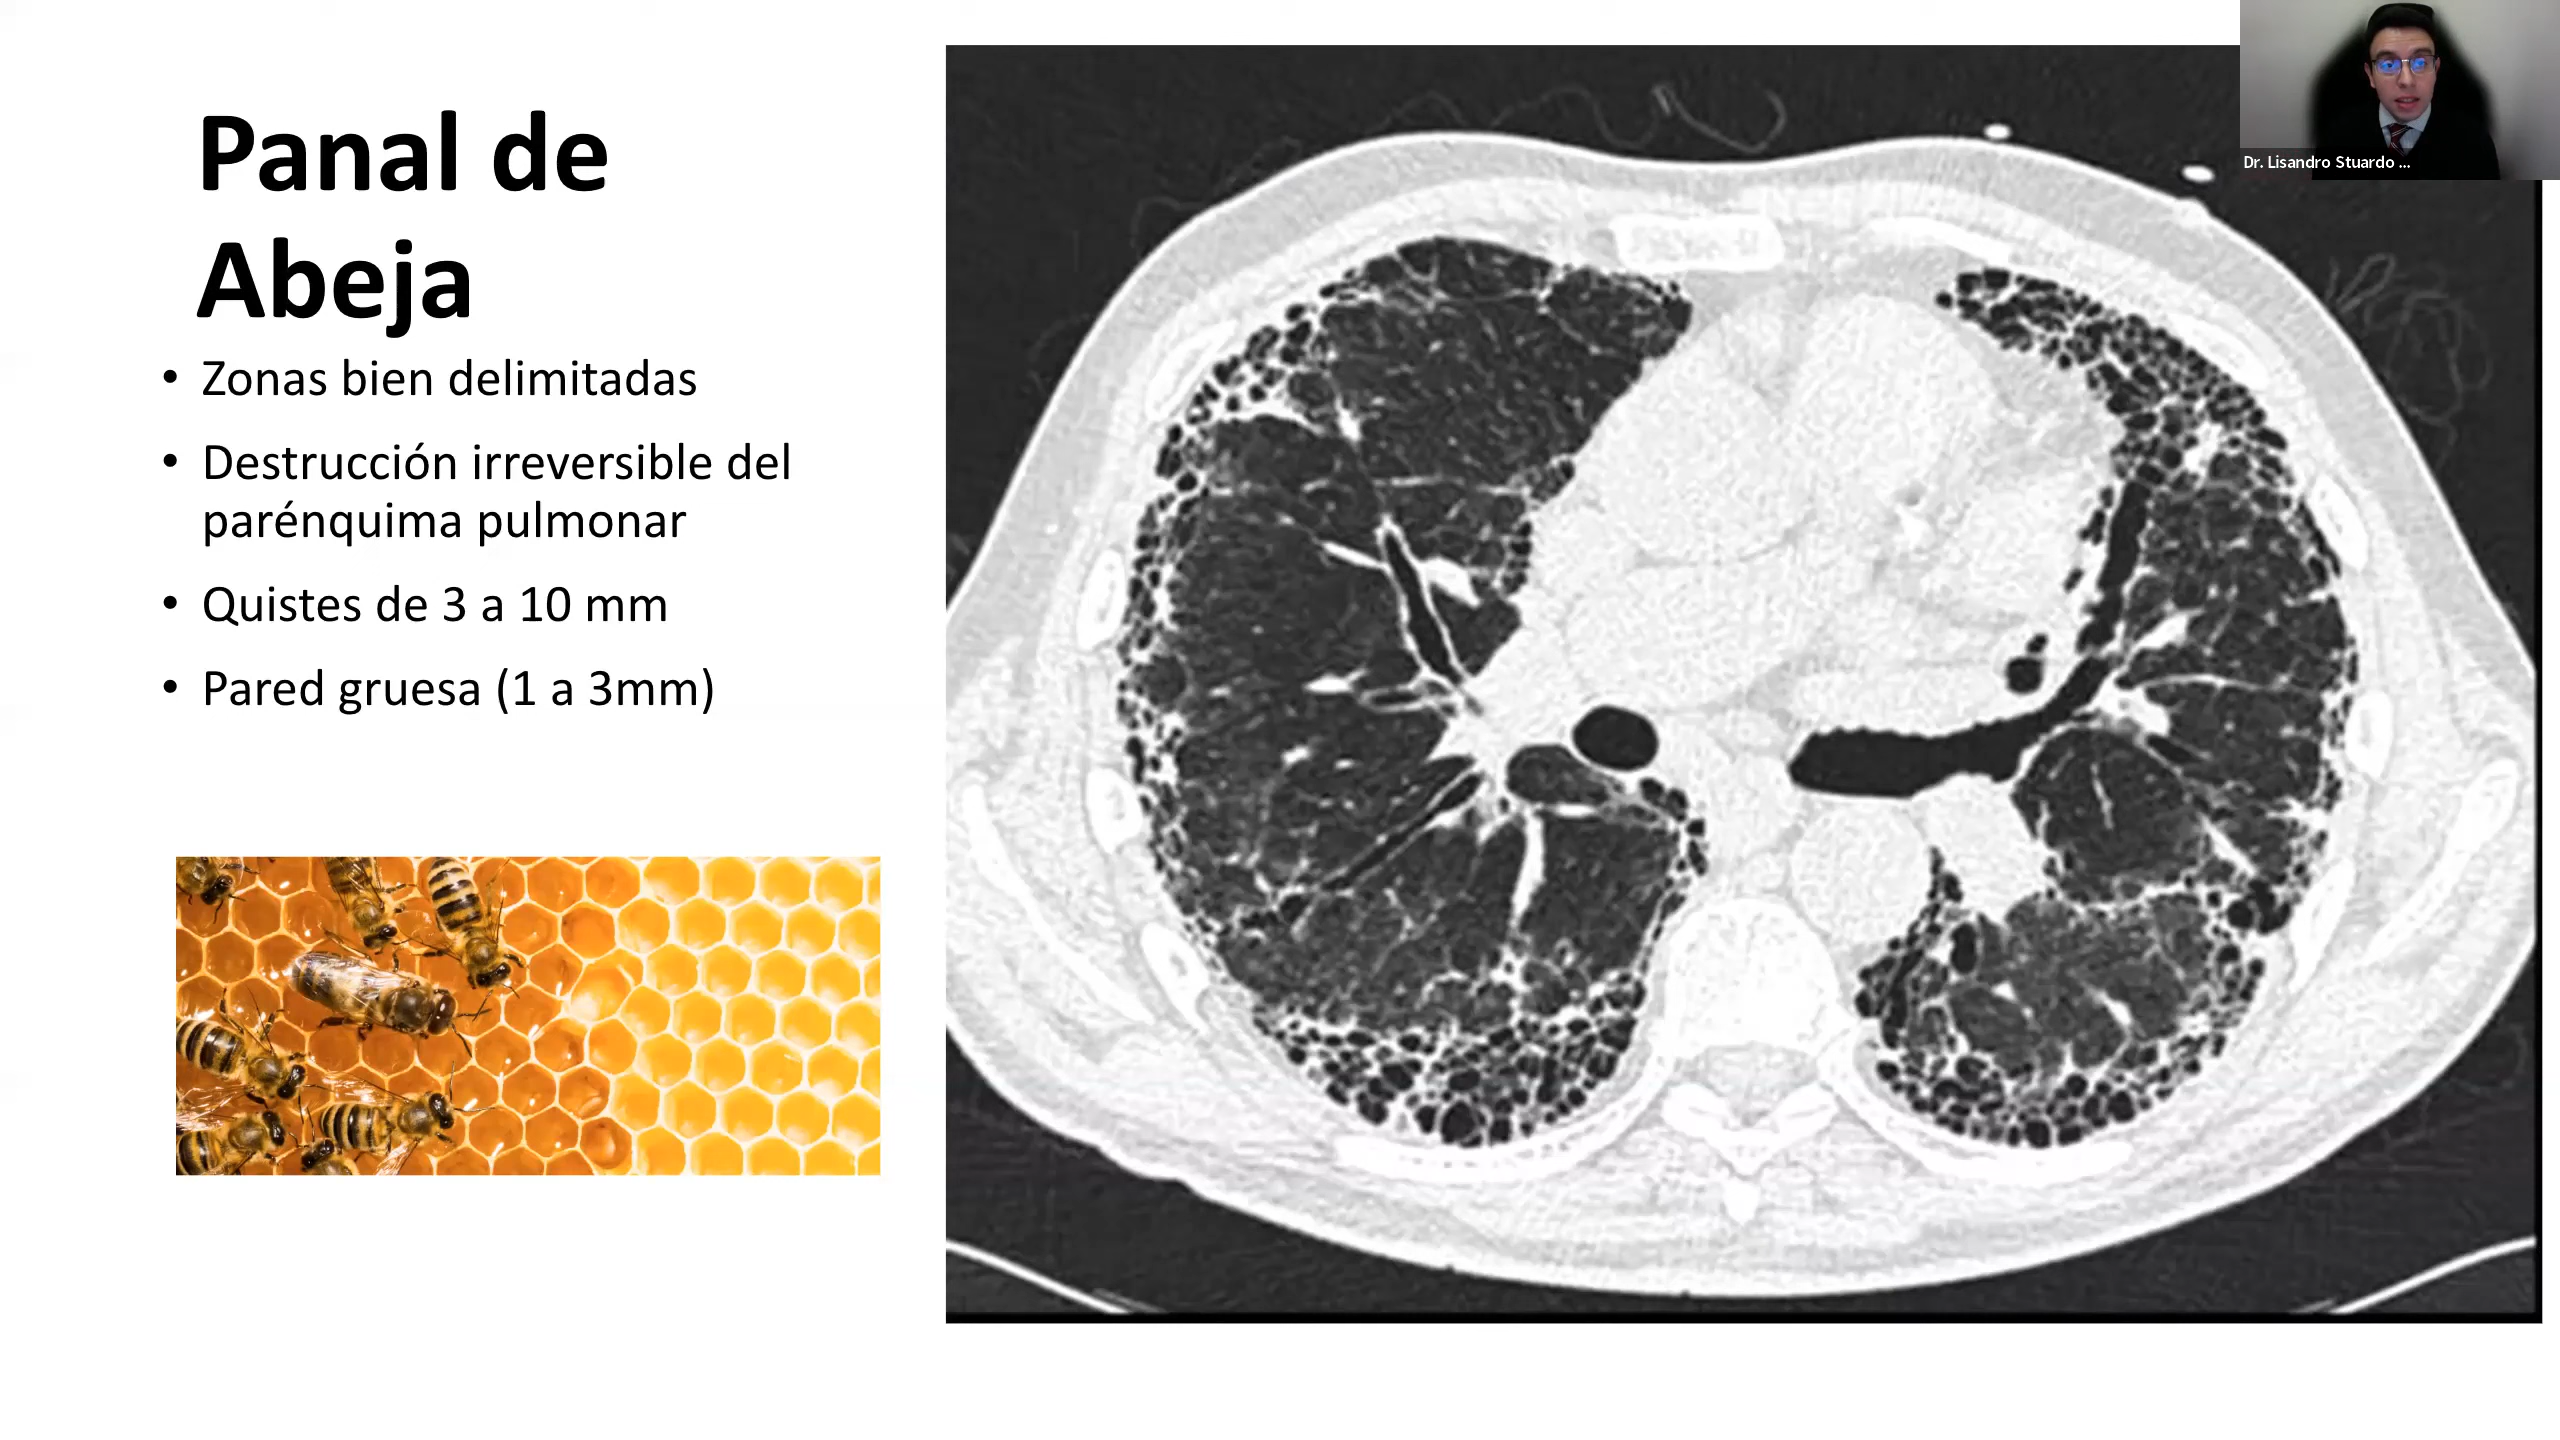 Panal de
Abeja
• Zonas bien delimitadas
• Destrucción irreversible del
parénquima pulmonar
• Quistes de 3 a 10 mm
• Pared gruesa (1 a 3mm)
Dr. Lisandro Stuardo ...